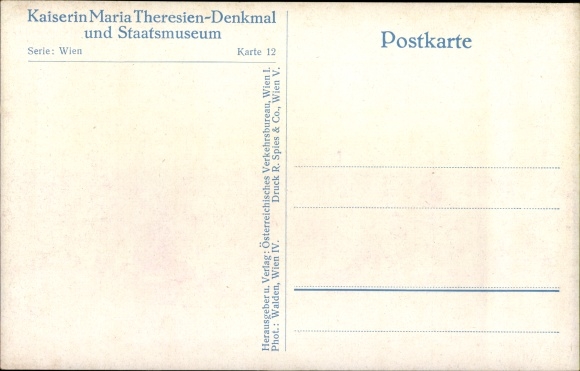 Kaiserin Maria Theresien-Denkmal
und Staatsmuseum
Serie: Wien Karte 12
Postkarte
Herausgeber u. Verlag: Österreichisches Verkehrsbureau, Wien I.
Phot.: Walden, Wien IV. Druck R. Spies & Co., Wien V.